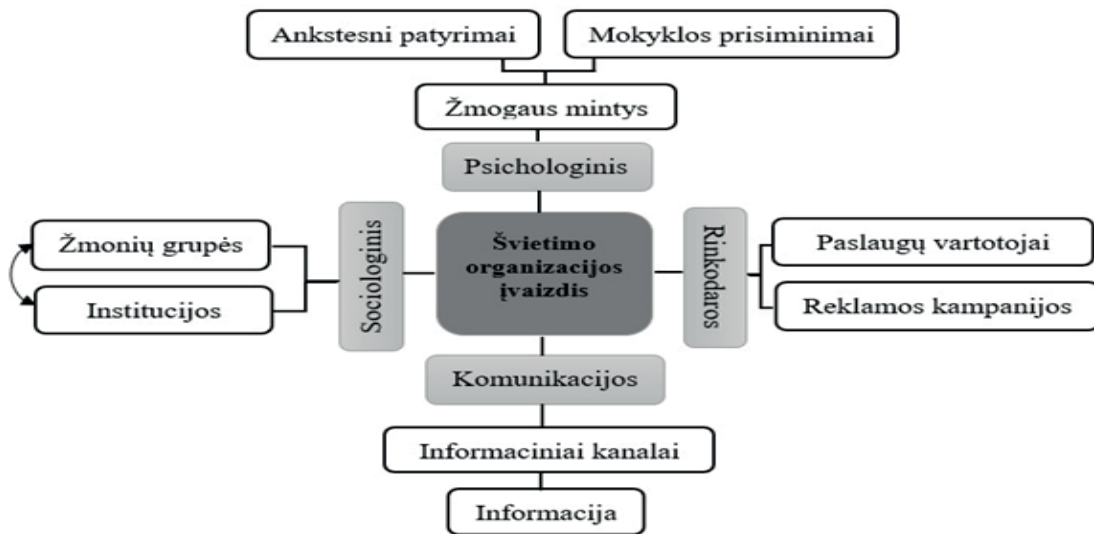 Ankstesni patyrimai
Mokyklos prisiminimai
Žmogaus mintys
Psichologinis
Žmonių grupės
Institucijos
Sociologinis
Švietimo
organizacijos
įvaizdis
Rinkodaros
Paslaugų vartotojai
Reklamos kampanijos
Komunikacijos
Informaciniai kanalai
Informacija